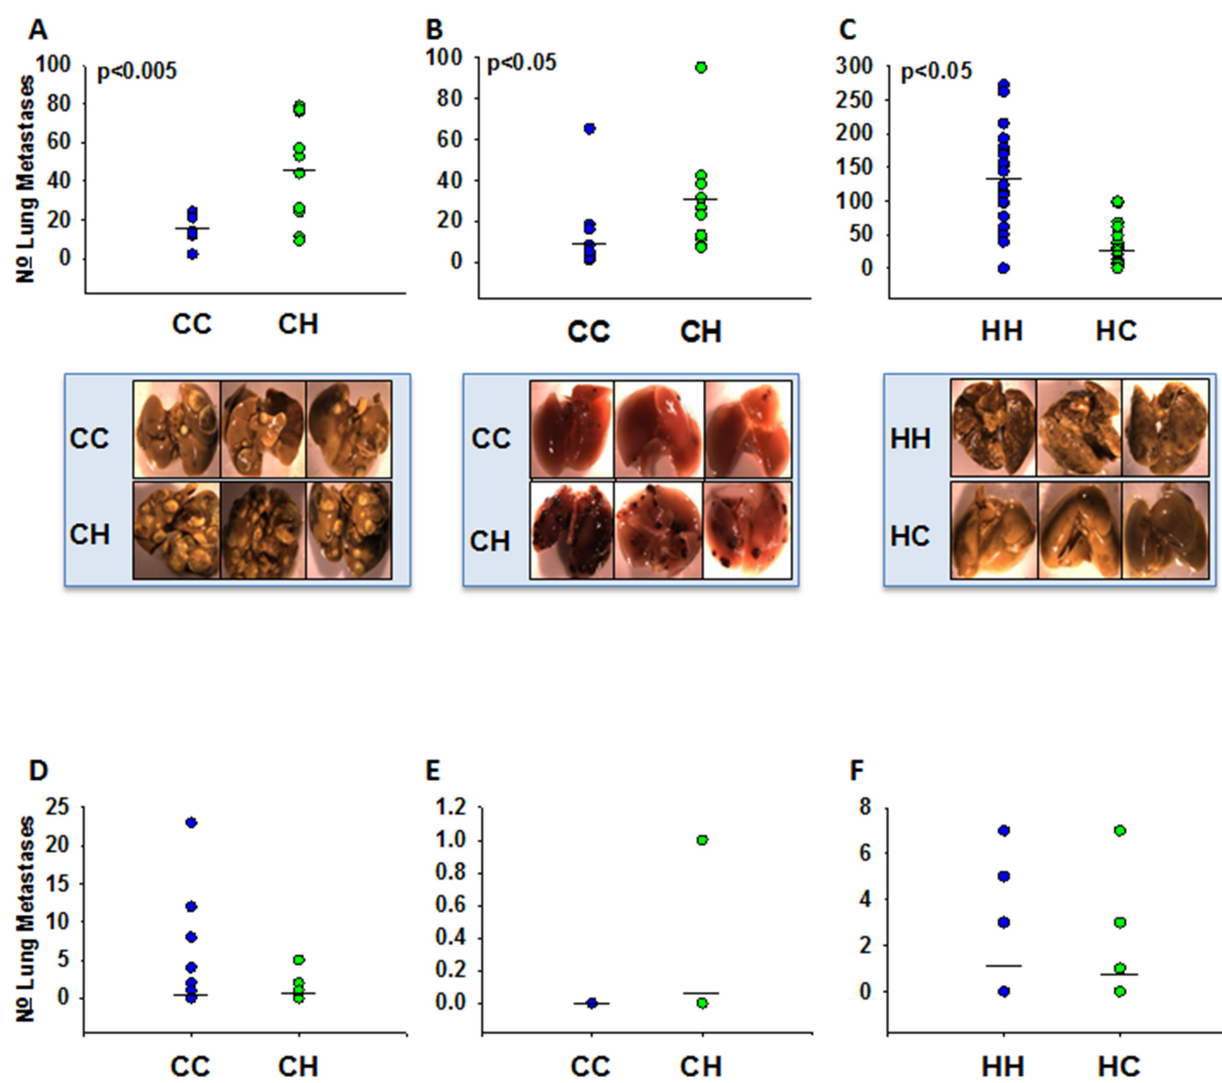 A
B
C
Nº Lung Metastases
100
80
60
40
20
0
p<0.005
CC
CH
100
80
60
40
20
0
p<0.05
CC
CH
300
250
200
150
100
50
0
p<0.05
HH
HC
CC
CH
CC
CH
HH
HC
D
E
F
Nº Lung Metastases
25
20
15
10
5
0
CC
CH
1.2
1.0
0.8
0.6
0.4
0.2
0.0
CC
CH
8
6
4
2
0
HH
HC